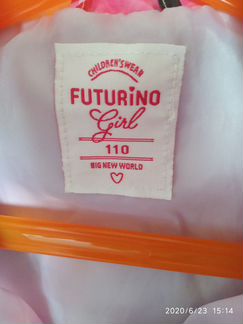 CHILDREN'S WEAR
FUTURiNO
Girl
110
BIG NEW WORLD
2020/6/23 15:14